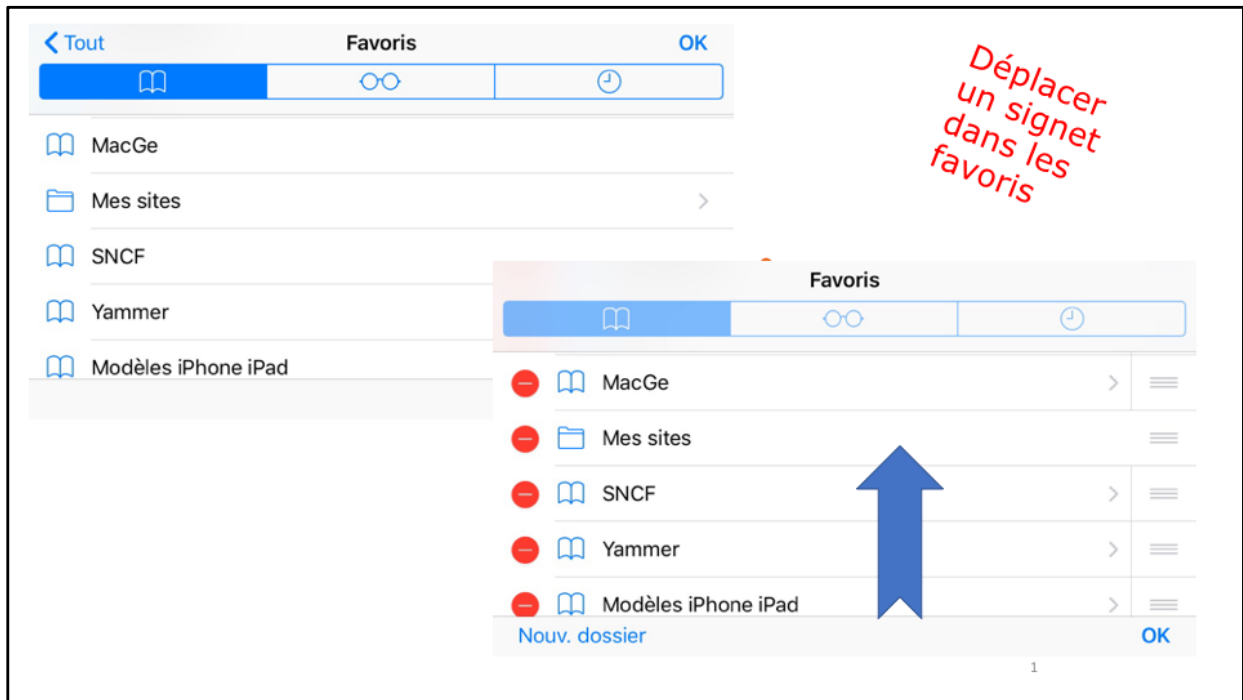 Tout Favoris OK
MacGe
Mes sites
SNCF
Yammer
Modèles iPhone iPad
Déplacer
un signet
dans les
favoris
Favoris
MacGe
Mes sites
SNCF
Yammer
Modèles iPhone iPad
Nouv. dossier OK
1